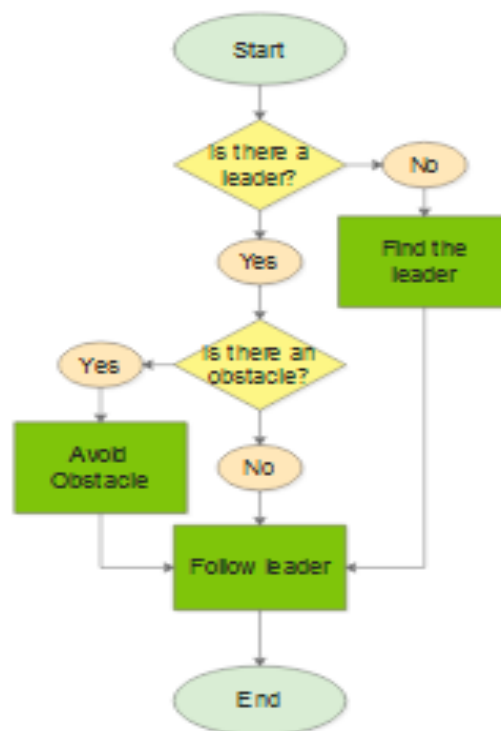 Start
Is there a
leader?
No
Yes
Find the
leader
Is there an
obstacle?
Yes
Avoid
Obstacle
No
Follow leader
End